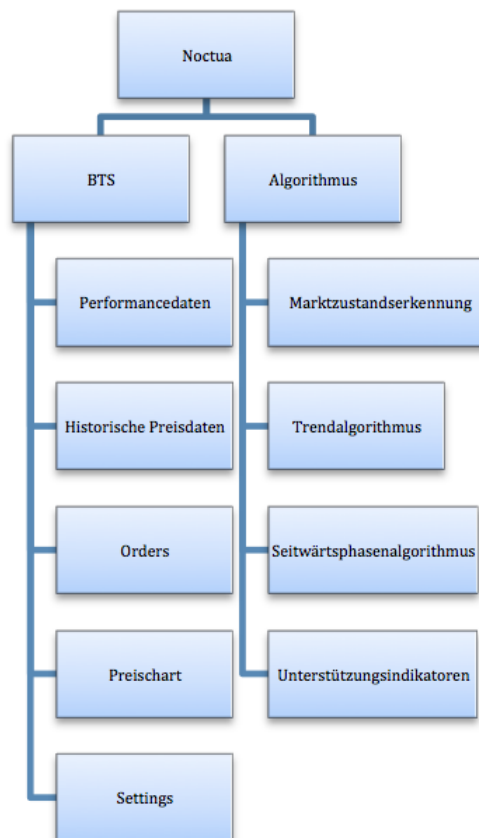 Noctua
BTS
Algorithmus
Performancedaten
Marktzustandserkennung
Historische Preisdaten
Trendalgorithmus
Orders
Seitwärtsphasenalgorithmus
Preischart
Unterstützungsindikatoren
Settings